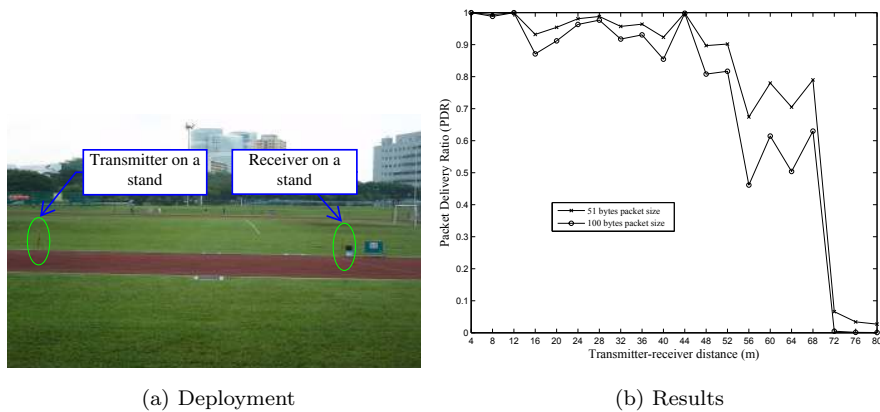 Transmitter on a
stand
Receiver on a
stand
(a) Deployment
Packet Delivery Ratio (PDR)
1
0.9
0.8
0.7
0.6
0.5
0.4
0.3
0.2
0.1
0
51 bytes packet size
100 bytes packet size
4 8 12 16 20 24 28 32 36 40 44 48 52 56 60 64 68 72 76 80
Transmitter-receiver distance (m)
(b) Results